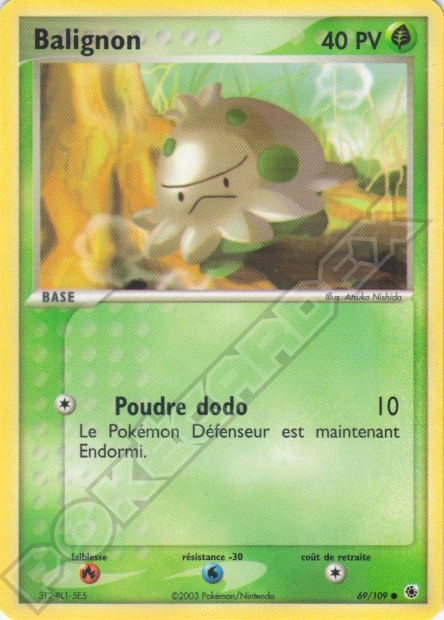 Balignon 40 PV
BASE
Illus. Atsuko Nishida
Poudre dodo 10
Le Pokémon Défenseur est maintenant
Endormi.
faiblesse résistance -30 coût de retraite
©2003 Pokémon/Nintendo
69/109
POKECARDEX